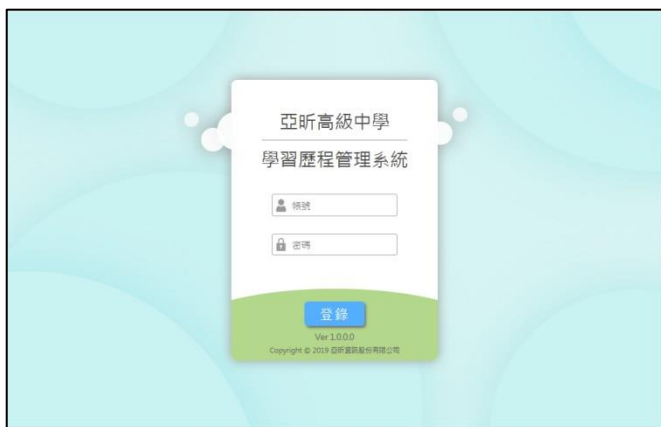 亞昕高級中學
學習歷程管理系統
帳號
密碼
登錄
Ver 1.0.0.0
Copyright © 2019 亞昕資訊股份有限公司